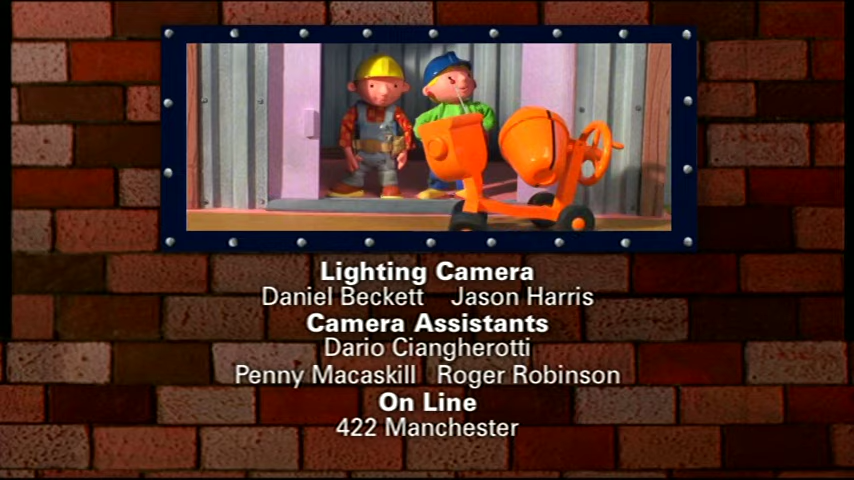 Lighting Camera
Daniel Beckett Jason Harris
Camera Assistants
Dario Ciangherotti
Penny Macaskill Roger Robinson
On Line
422 Manchester